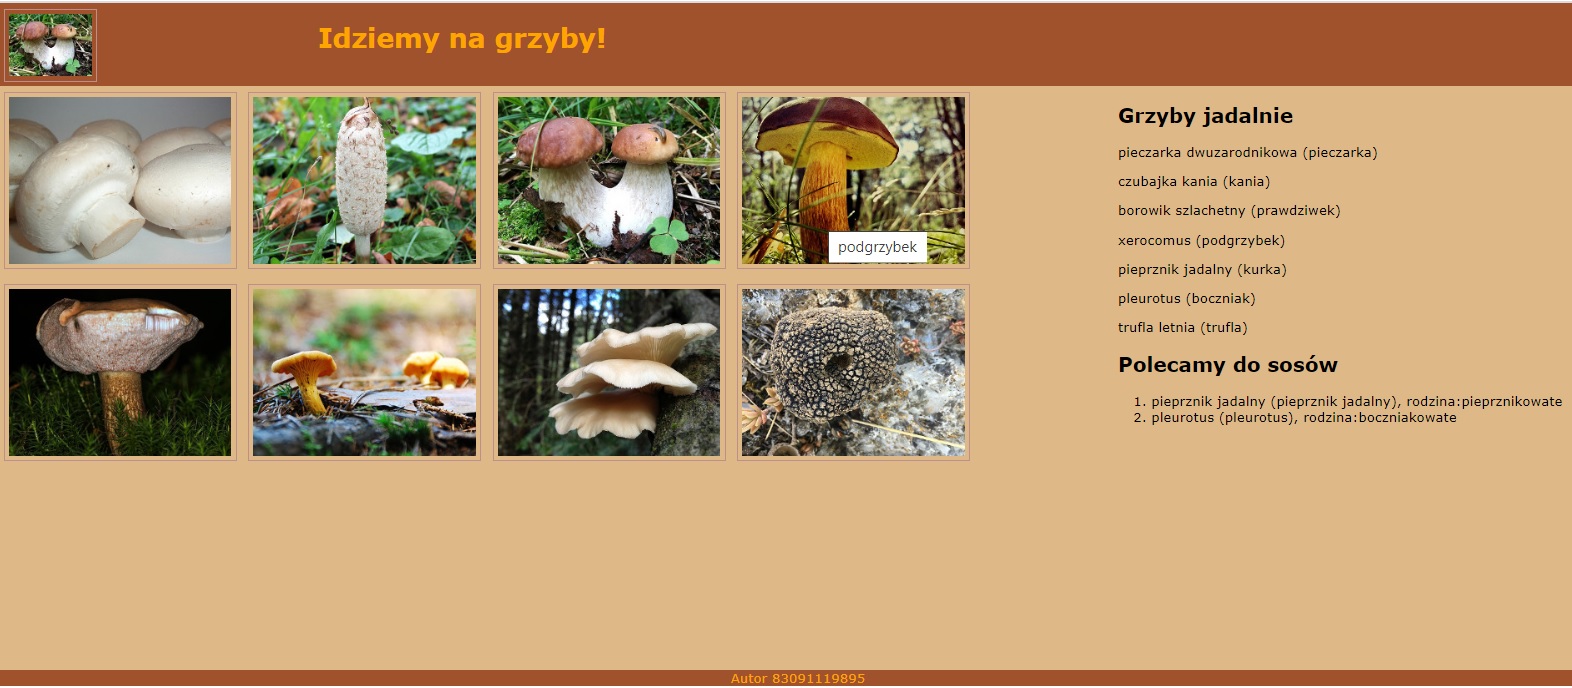 Idziemy na grzyby!
podgrzybek
Grzyby jadalnie
pieczarka dwuzarodnikowa (pieczarka)
czubajka kania (kania)
borowik szlachetny (prawdziwek)
xerocomus (podgrzybek)
pieprznik jadalny (kurka)
pleurotus (boczniak)
trufla letnia (trufla)
Polecamy do sosów
1. pieprznik jadalny (pieprznik jadalny), rodzina:pieprznikowate
2. pleurotus (pleurotus), rodzina:boczniakowate
Autor 83091119895